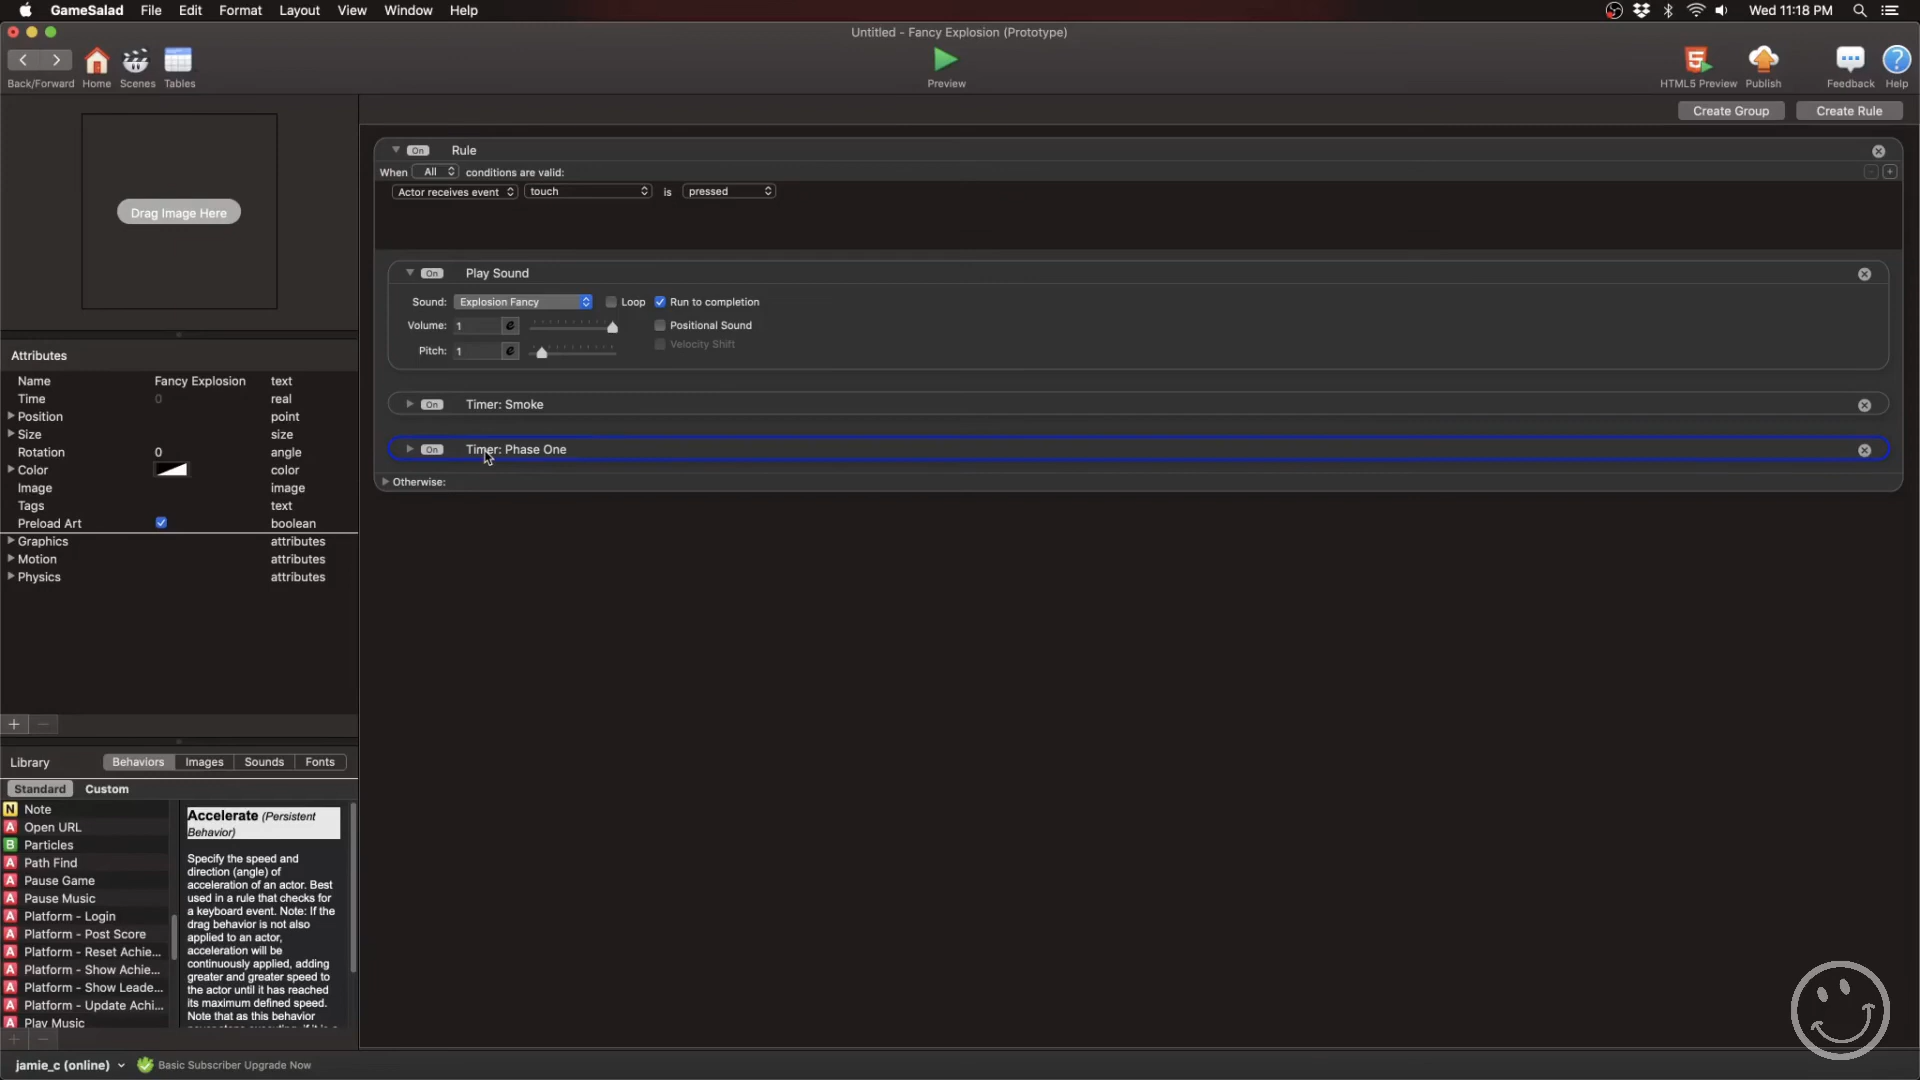 GameSalad File Edit Format Layout View Window Help
Wed 11:18 PM
Untitled - Fancy Explosion (Prototype)
Back/Forward Home Scenes Tables
Preview
HTML5 Preview Publish Feedback Help
Create Group Create Rule
Drag Image Here
On Rule
When All conditions are valid:
Actor receives event touch is pressed
On Play Sound
Sound: Explosion Fancy Loop Run to completion
Volume: 1 e Positional Sound
Velocity Shift
Pitch: 1 e
On Timer: Smoke
On Timer: Phase One
Otherwise:
Attributes
Name Fancy Explosion text
Time 0 real
Position point
Size size
Rotation 0 angle
Color color
Image image
Tags text
Preload Art boolean
Graphics attributes
Motion attributes
Physics attributes
Library Behaviors Images Sounds Fonts
Standard Custom
N Note
A Open URL
B Particles
A Path Find
A Pause Game
A Pause Music
A Platform - Login
A Platform - Post Score
A Platform - Reset Achie...
A Platform - Show Achie...
A Platform - Show Leade...
A Platform - Update Achi...
A Play Music
Accelerate (Persistent
Behavior)
Specify the speed and
direction (angle) of
acceleration of an actor. Best
used in a rule that checks for
a keyboard event. Note: If the
drag behavior is not also
applied to an actor,
acceleration will be
continuously applied, adding
greater and greater speed to
the actor until it has reached
its maximum defined speed.
Note that as this behavior
jamie_c (online) Basic Subscriber Upgrade Now